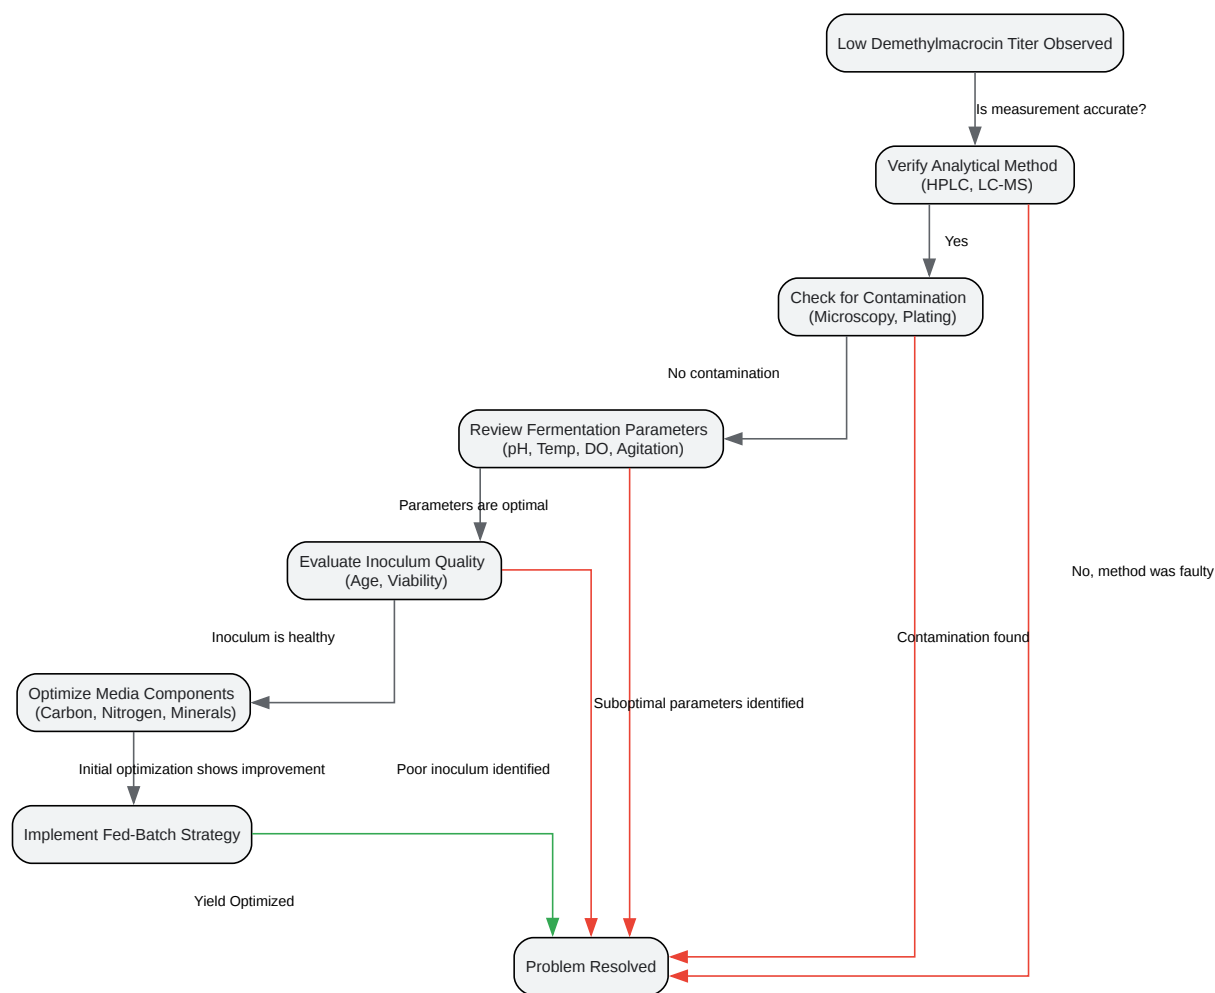 Low Demethylmacrocin Titer Observed
Is measurement accurate?
Verify Analytical Method
(HPLC, LC-MS)
Yes
Check for Contamination
(Microscopy, Plating)
No contamination
Review Fermentation Parameters
(pH, Temp, DO, Agitation)
Parameters are optimal
Evaluate Inoculum Quality
(Age, Viability)
No, method was faulty
Inoculum is healthy
Contamination found
Optimize Media Components
(Carbon, Nitrogen, Minerals)
Suboptimal parameters identified
Initial optimization shows improvement
Poor inoculum identified
Implement Fed-Batch Strategy
Yield Optimized
Problem Resolved